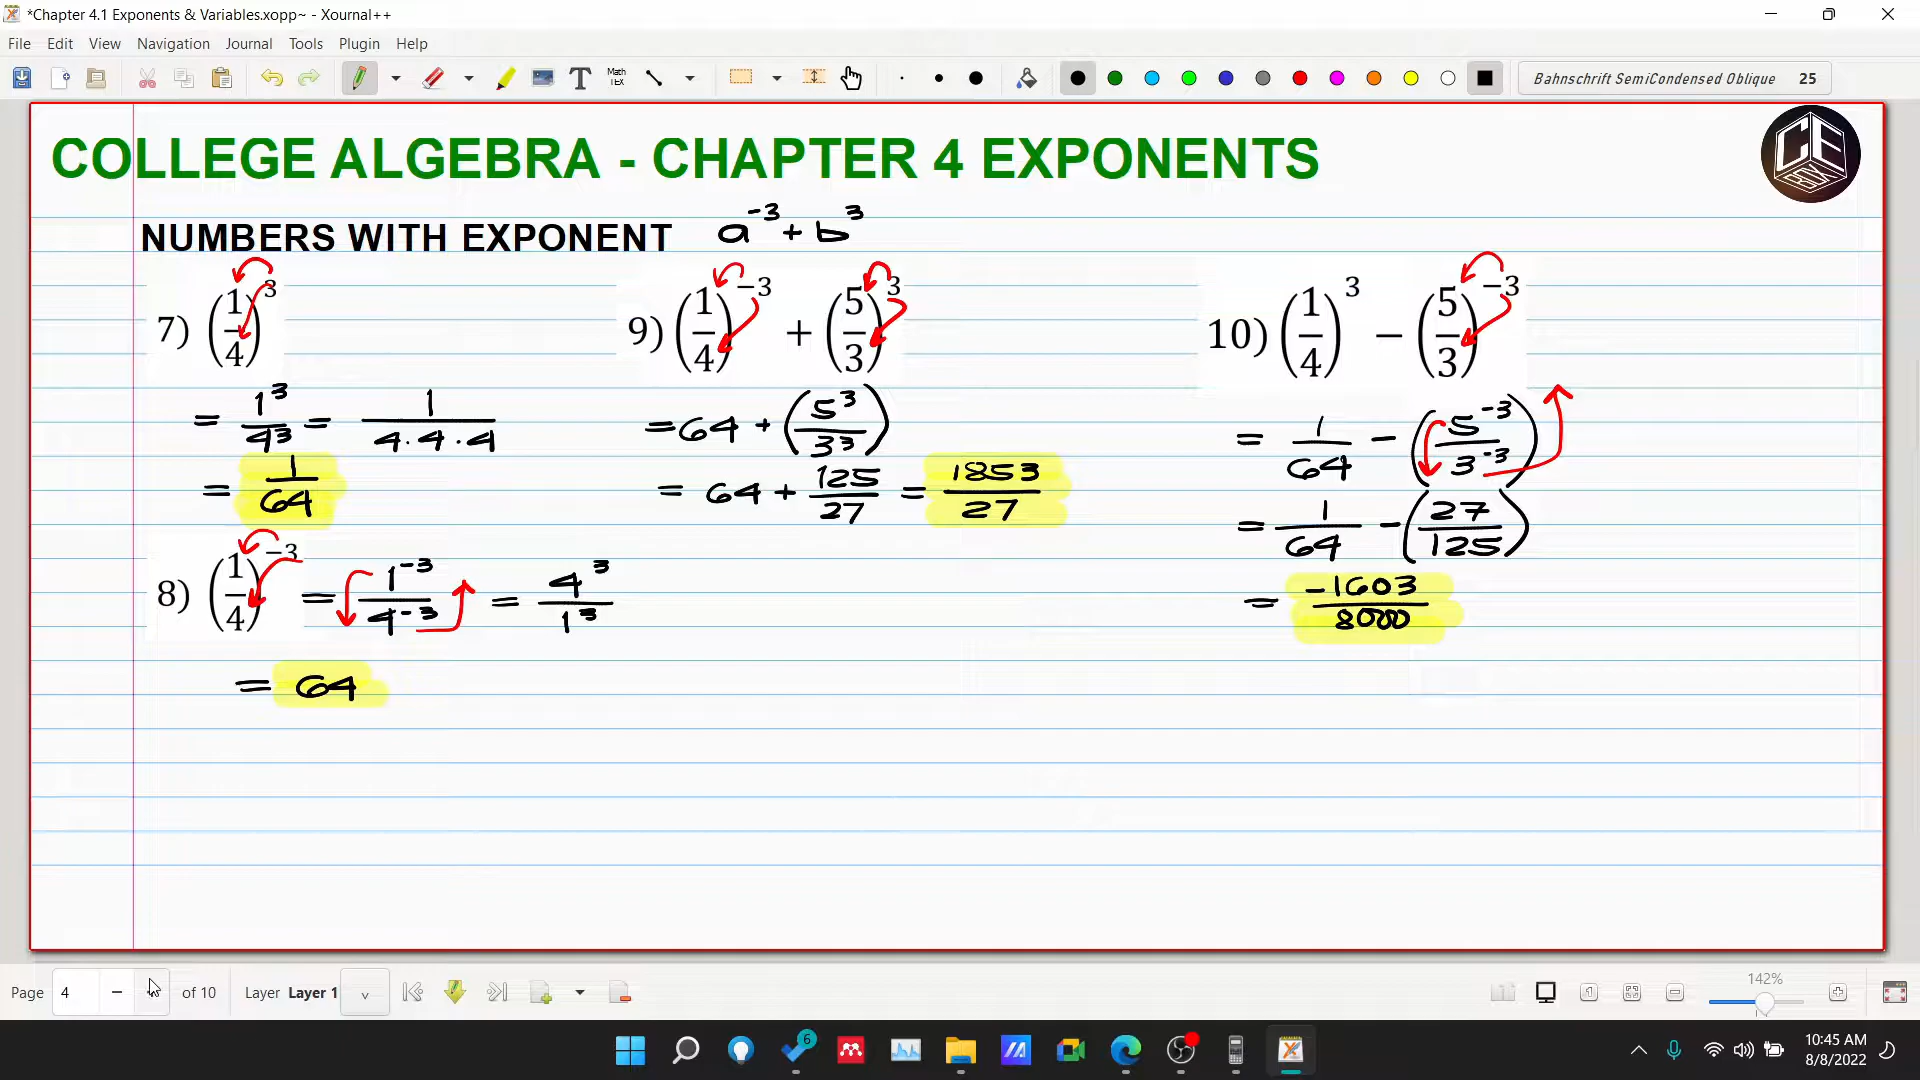 *Chapter 4.1 Exponents & Variables.xopp~ - Xournal++
File Edit View Navigation Journal Tools Plugin Help
Math TEX
Bahnschrift SemiCondensed Oblique 25
COLLEGE ALGEBRA - CHAPTER 4 EXPONENTS
CE
NUMBERS WITH EXPONENT a^-3 + b^3
7) (1/4)^3
= 1^3/4^3 = 1/(4·4·4)
= 1/64
8) (1/4)^-3 = 1^-3/4^-3 = 4^3/1^3
= 64
9) (1/4)^-3 + (5/3)^3
= 64 + (5^3/3^3)
= 64 + 125/27 = 1853/27
10) (1/4)^3 − (5/3)^-3
= 1/64 − (5^-3/3^-3)
= 1/64 − (27/125)
= -1603/8000
Page 4 of 10 Layer Layer 1 142%
6
10:45 AM
8/8/2022